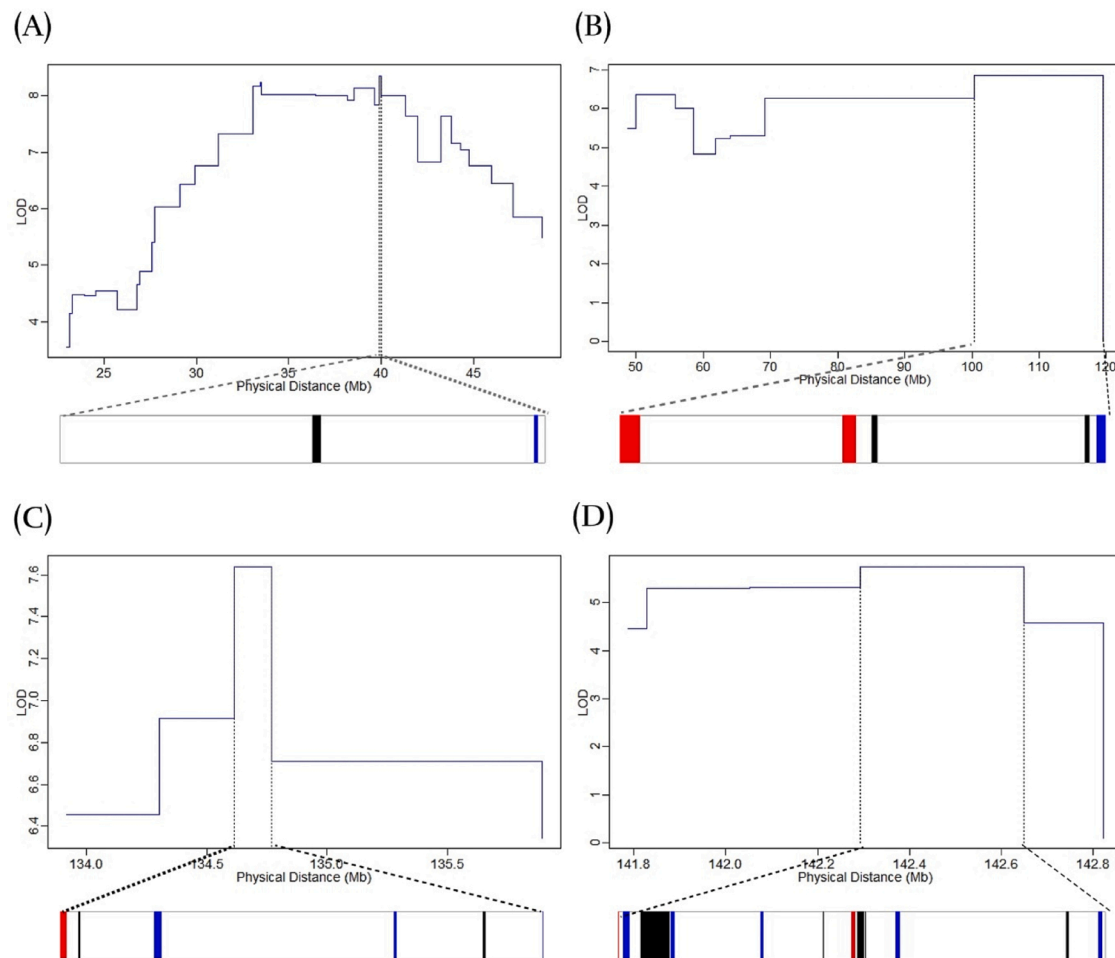 (A)
LOD
4 5 6 7 8
25 30 35 40 45
Physical Distance (Mb)
(B)
LOD
0 1 2 3 4 5 6 7
50 60 70 80 90 100 110 120
Physical Distance (Mb)
(C)
LOD
6.4 6.6 6.8 7.0 7.2 7.4 7.6
134.0 134.5 135.0 135.5
Physical Distance (Mb)
(D)
LOD
0 1 2 3 4 5
141.8 142.0 142.2 142.4 142.6 142.8
Physical Distance (Mb)